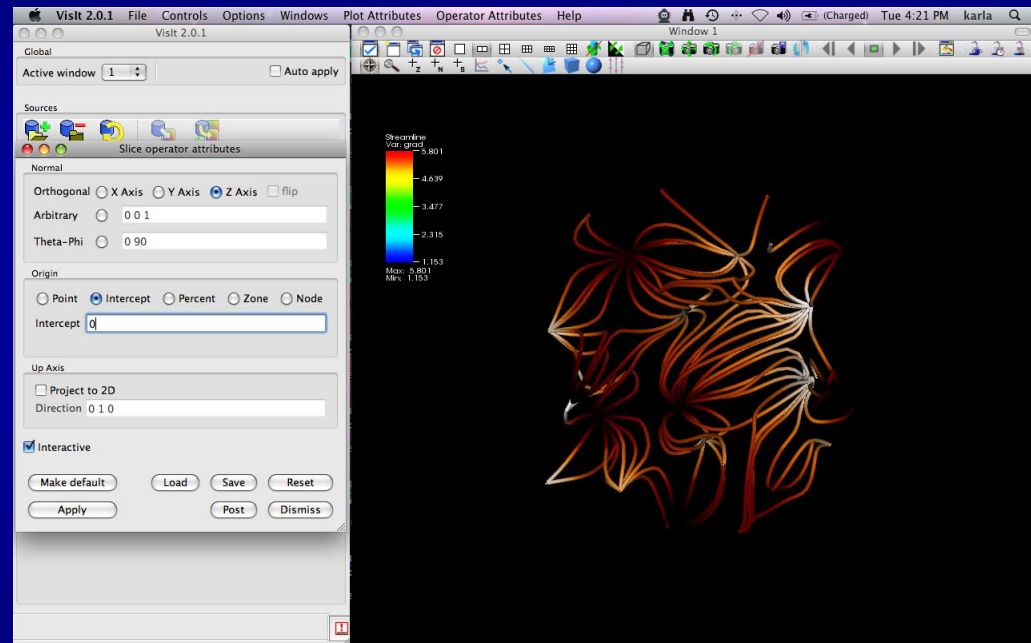 VisIt 2.0.1 File Controls Options Windows Plot Attributes Operator Attributes Help (Charged) Tue 4:21 PM karla
VisIt 2.0.1
Global
Active window 1 Auto apply
Sources
Slice operator attributes
Normal
Orthogonal X Axis Y Axis Z Axis flip
Arbitrary 0 0 1
Theta-Phi 0 90
Origin
Point Intercept Percent Zone Node
Intercept 0
Up Axis
Project to 2D
Direction 0 1 0
Interactive
Make default Load Save Reset
Apply Post Dismiss
Window 1
Streamline
Var: grad
5.801
4.639
3.477
2.315
1.153
Max: 5.801
Min: 1.153